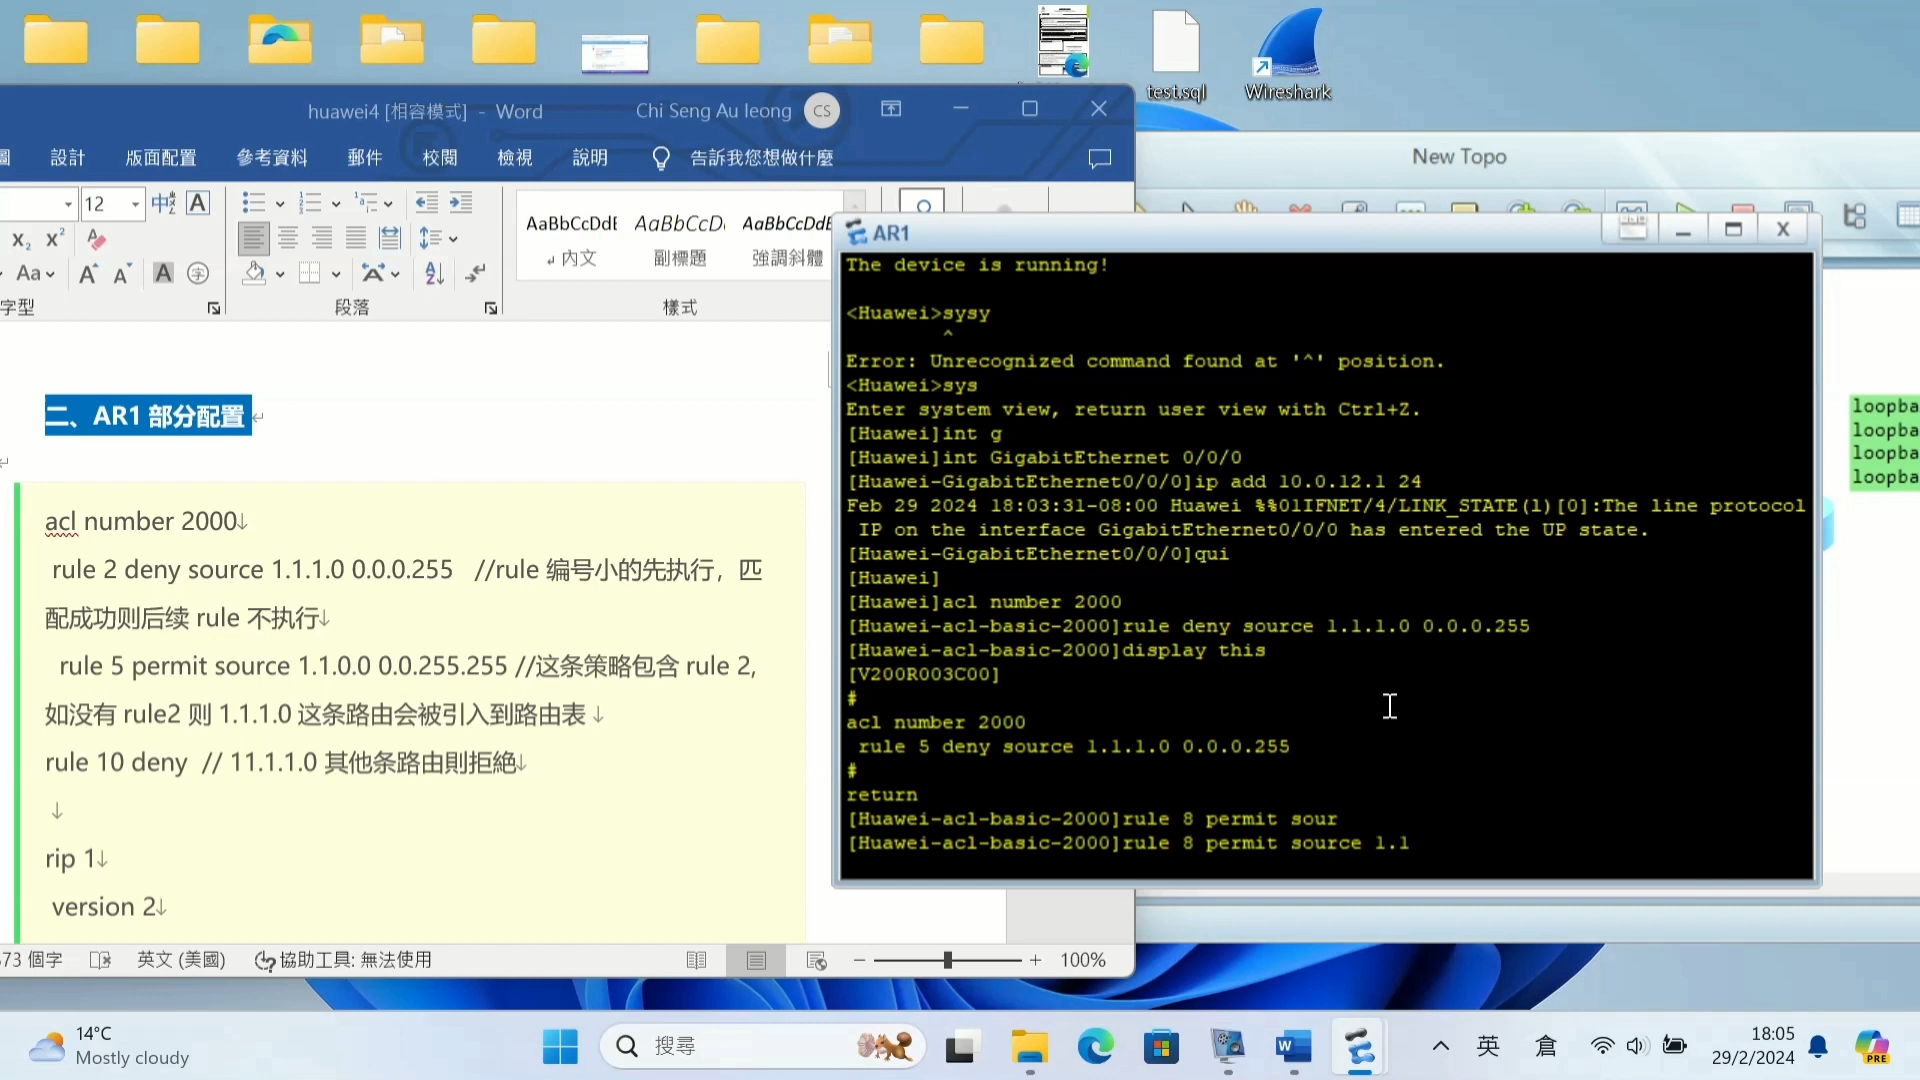 test.sql
Wireshark
huawei4 [相容模式] - Word
Chi Seng Au Ieong
CS
New Topo
圖 設計 版面配置 參考資料 郵件 校閱 檢視 說明 告訴我您想做什麼
12
Aa
AaBbCcDdE AaBbCcD AaBbCcDdE
內文 副標題 強調斜體
字型 段落 樣式
二、AR1 部分配置
acl number 2000
rule 2 deny source 1.1.1.0 0.0.0.255 //rule 编号小的先执行，匹
配成功则后续 rule 不执行
rule 5 permit source 1.1.0.0 0.0.255.255 //这条策略包含 rule 2,
如没有 rule2 则 1.1.1.0 这条路由会被引入到路由表
rule 10 deny // 11.1.1.0 其他条路由則拒絶
rip 1
version 2
573 個字 英文 (美國) 協助工具: 無法使用 100%
AR1
The device is running!
<Huawei>sysy
^
Error: Unrecognized command found at '^' position.
<Huawei>sys
Enter system view, return user view with Ctrl+Z.
[Huawei]int g
[Huawei]int GigabitEthernet 0/0/0
[Huawei-GigabitEthernet0/0/0]ip add 10.0.12.1 24
Feb 29 2024 18:03:31-08:00 Huawei %%01IFNET/4/LINK_STATE(l)[0]:The line protocol
IP on the interface GigabitEthernet0/0/0 has entered the UP state.
[Huawei-GigabitEthernet0/0/0]qui
[Huawei]
[Huawei]acl number 2000
[Huawei-acl-basic-2000]rule deny source 1.1.1.0 0.0.0.255
[Huawei-acl-basic-2000]display this
[V200R003C00]
#
acl number 2000
rule 5 deny source 1.1.1.0 0.0.0.255
#
return
[Huawei-acl-basic-2000]rule 8 permit sour
[Huawei-acl-basic-2000]rule 8 permit source 1.1
loopba
loopba
loopba
loopba
14°C
Mostly cloudy
搜尋
英
倉
18:05
29/2/2024
PRE